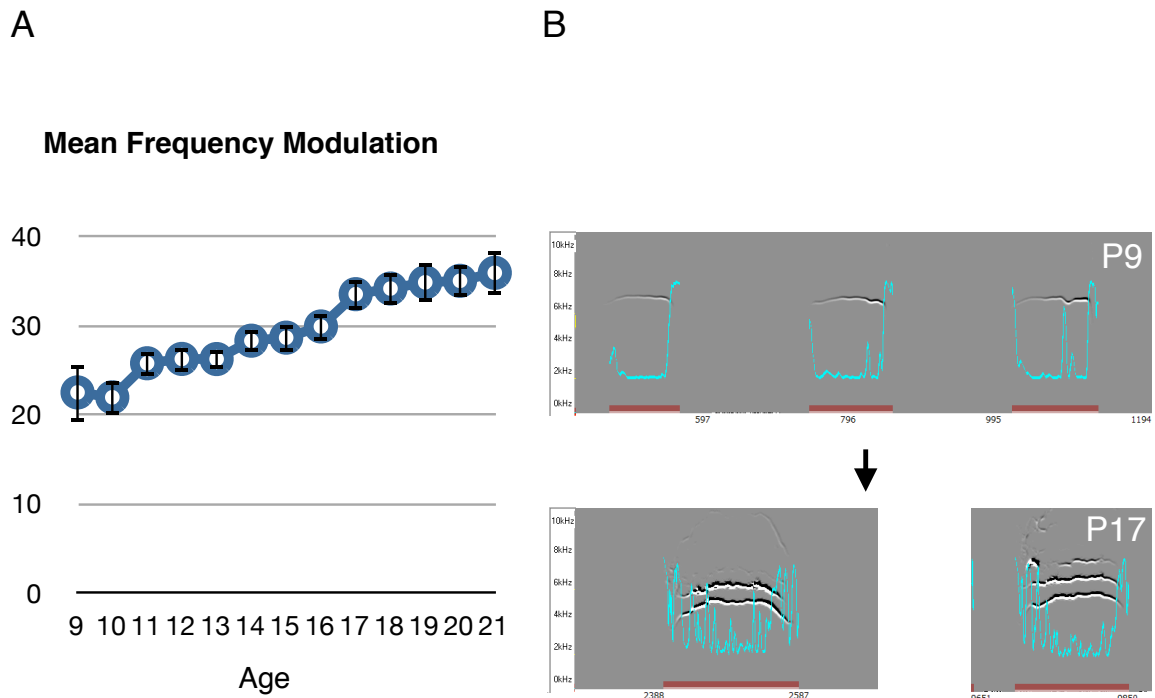 A
B
Mean Frequency Modulation
40
30
20
10
0
9 10 11 12 13 14 15 16 17 18 19 20 21
Age
10kHz
8kHz
6kHz
4kHz
2kHz
0kHz
P9
597 796 995 1194
10kHz
8kHz
6kHz
4kHz
2kHz
0kHz
P17
2388 2587